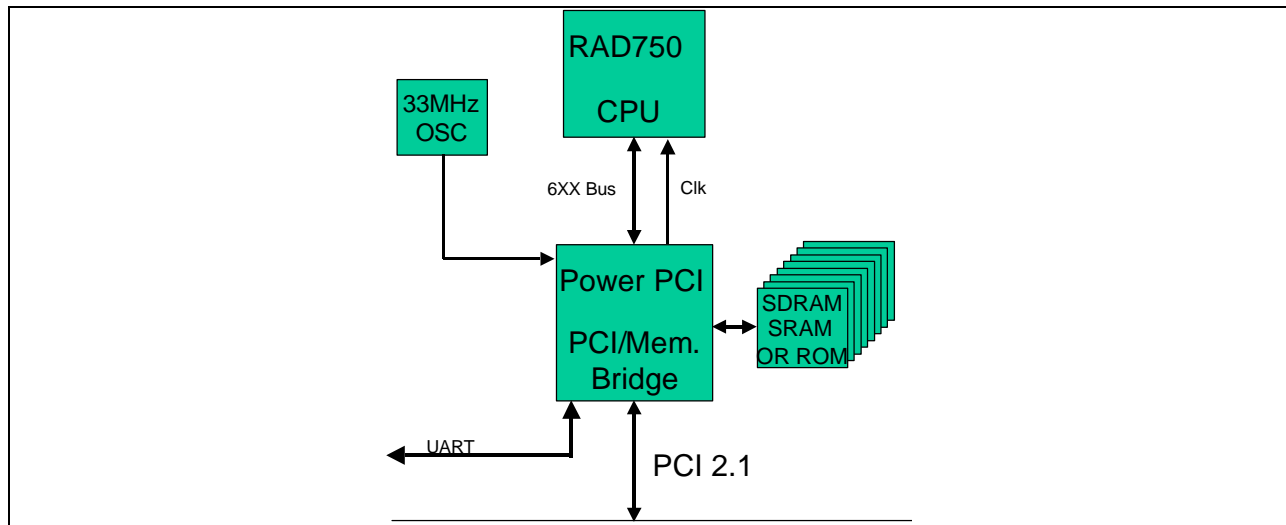 RAD750
CPU
33MHz
OSC
6XX Bus
Clk
Power PCI
PCI/Mem.
Bridge
SDRAM
SRAM
OR ROM
UART
PCI 2.1